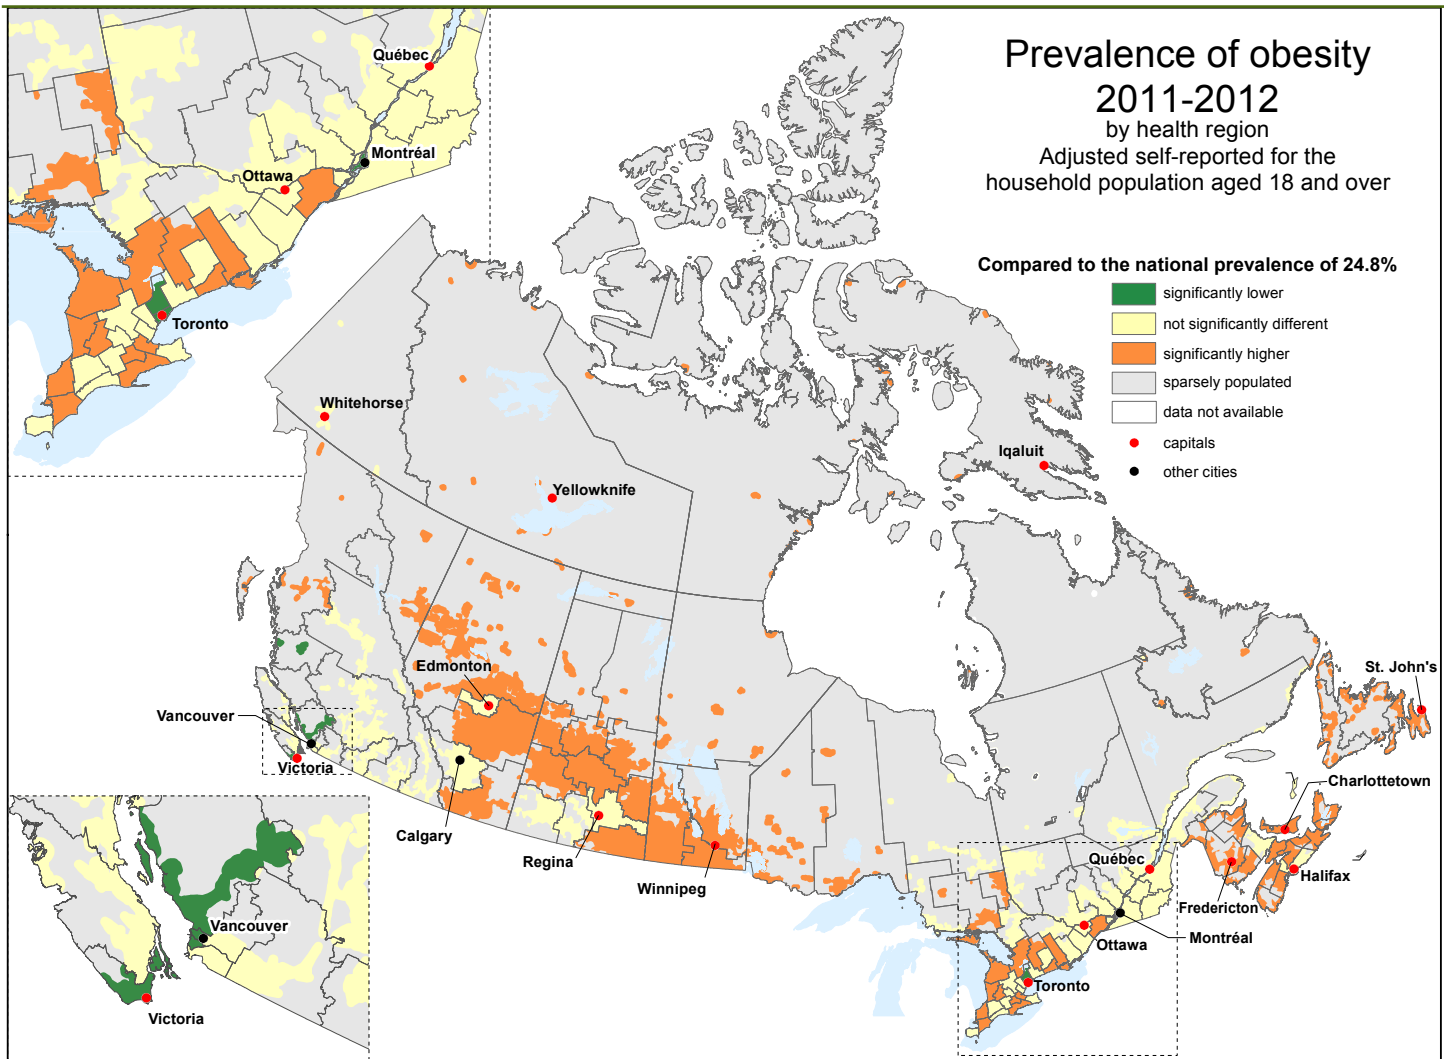 Prevalence of obesity
2011-2012
by health region
Adjusted self-reported for the
household population aged 18 and over
Compared to the national prevalence of 24.8%
significantly lower
not significantly different
significantly higher
sparsely populated
data not available
capitals
other cities
Québec
Montréal
Ottawa
Toronto
Whitehorse
Yellowknife
Iqaluit
Edmonton
Vancouver
Victoria
Calgary
Regina
Winnipeg
St. John's
Charlottetown
Québec
Halifax
Fredericton
Montréal
Ottawa
Toronto
Vancouver
Victoria